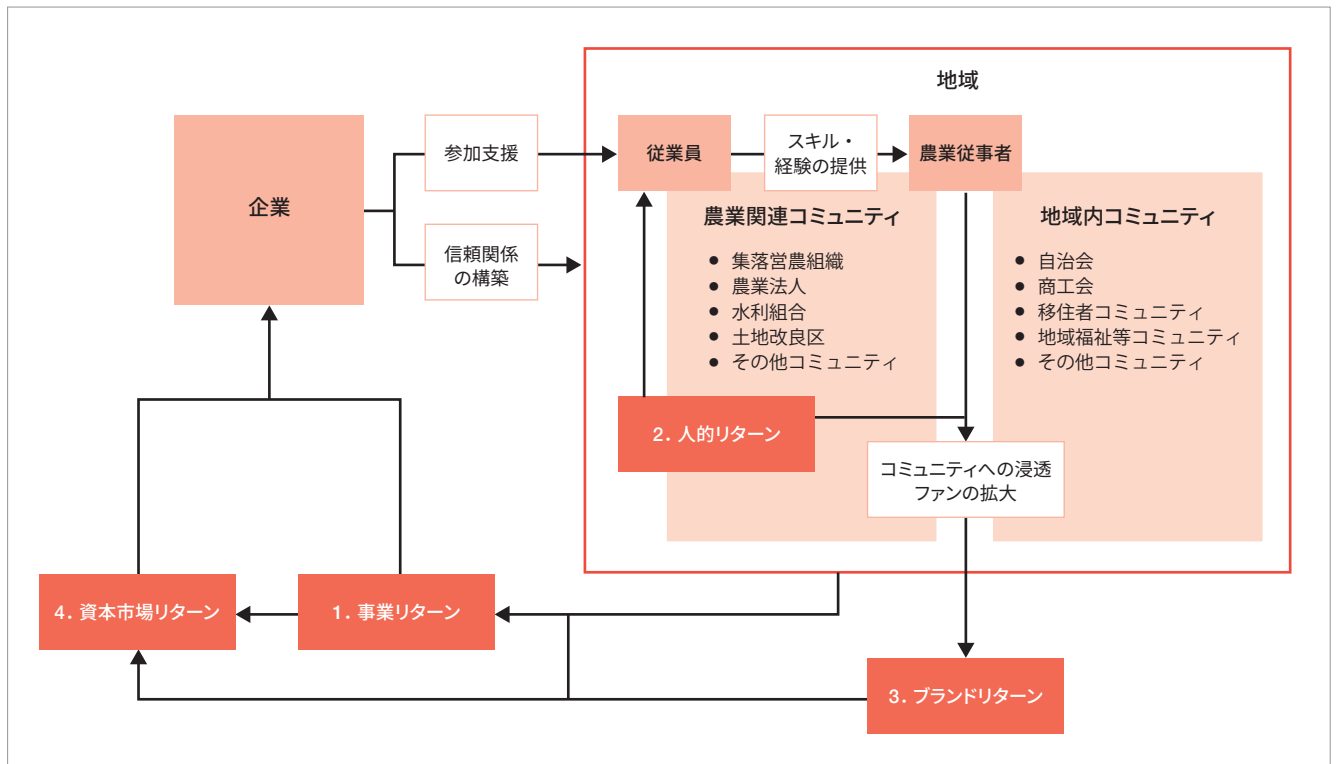 地域
企業
参加支援
信頼関係
の構築
従業員
スキル・
経験の提供
農業従事者
農業関連コミュニティ
● 集落営農組織
● 農業法人
● 水利組合
● 土地改良区
● その他コミュニティ
地域内コミュニティ
● 自治会
● 商工会
● 移住者コミュニティ
● 地域福祉等コミュニティ
● その他コミュニティ
2. 人的リターン
コミュニティへの浸透
ファンの拡大
4. 資本市場リターン
1. 事業リターン
3. ブランドリターン